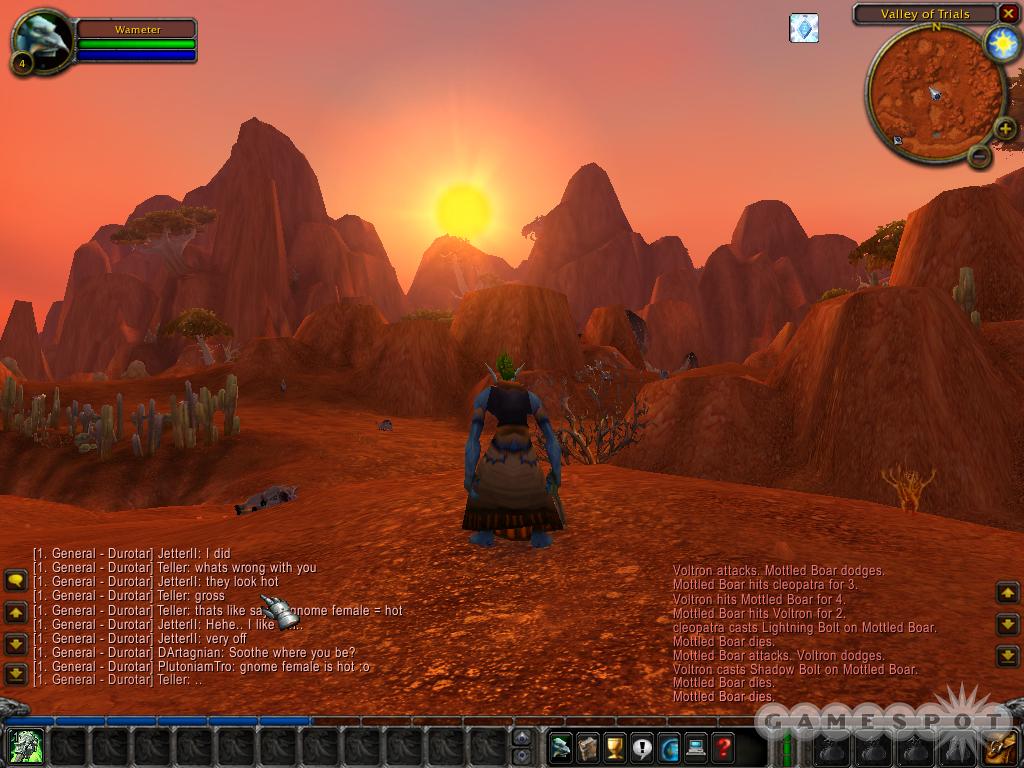 Wameter
4
Valley of Trials
N
[1. General - Durotar] JetterII: I did
[1. General - Durotar] Teller: whats wrong with you
[1. General - Durotar] JetterII: they look hot
[1. General - Durotar] Teller: gross
[1. General - Durotar] Teller: thats like gnome female = hot
[1. General - Durotar] JetterII: Hehe.. I like
[1. General - Durotar] JetterII: very off
[1. General - Durotar] DArtagnian: Soothe where you be?
[1. General - Durotar] PlutoniamTro: gnome female is hot :o
[1. General - Durotar] Teller: ..
Voltron attacks. Mottled Boar dodges.
Mottled Boar hits cleopatra for 3.
Voltron hits Mottled Boar for 4.
Mottled Boar hits Voltron for 2.
cleopatra casts Lightning Bolt on Mottled Boar.
Mottled Boar dies.
Mottled Boar attacks. Voltron dodges.
Voltron casts Shadow Bolt on Mottled Boar.
Mottled Boar dies.
Mottled Boar dies.
GAMESPOT